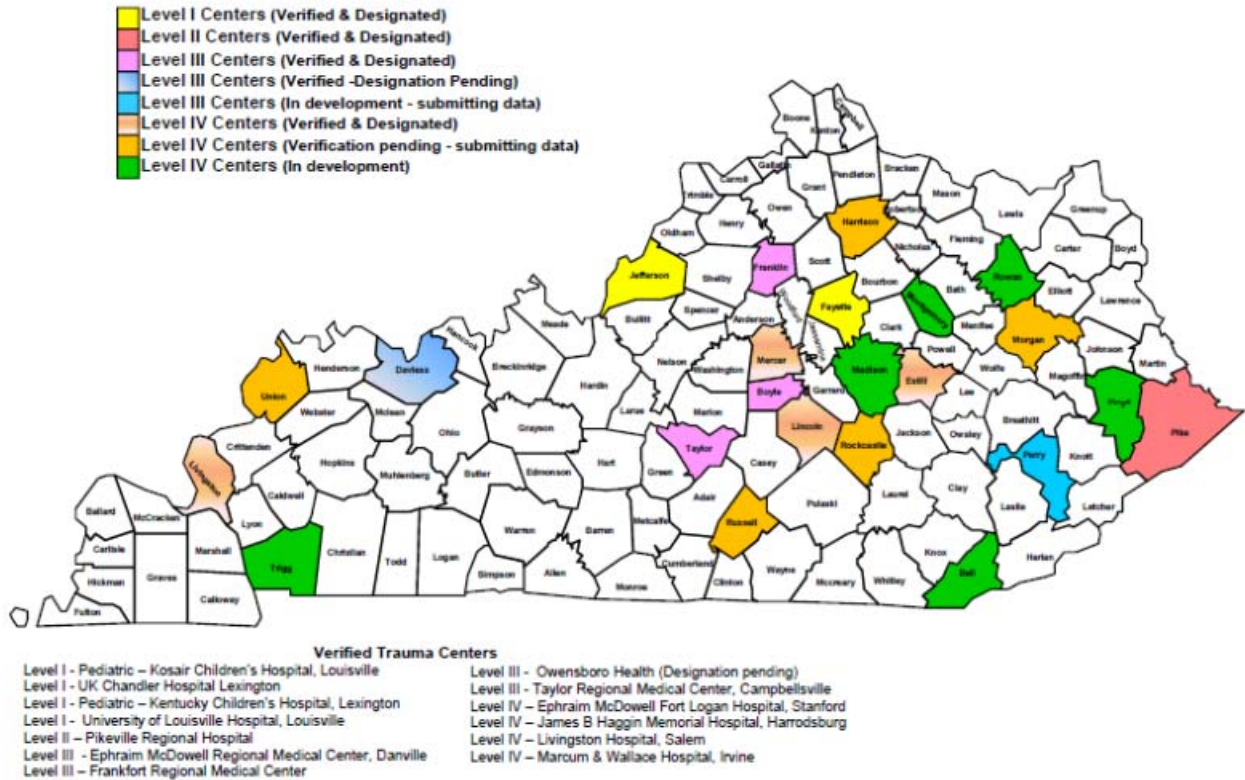 Level I Centers (Verified & Designated)
Level II Centers (Verified & Designated)
Level III Centers (Verified & Designated)
Level III Centers (Verified -Designation Pending)
Level III Centers (In development - submitting data)
Level IV Centers (Verified & Designated)
Level IV Centers (Verification pending - submitting data)
Level IV Centers (In development)
Boone
Kenton
Campbell
Gallatin
Carroll
Trimble
Grant
Pendleton
Bracken
Mason
Lewis
Greenup
Owen
Henry
Oldham
Harrison
Robertson
Fleming
Carter
Boyd
Nicholas
Rowan
Elliott
Lawrence
Jefferson
Shelby
Franklin
Scott
Bourbon
Bath
Montgomery
Menifee
Morgan
Johnson
Martin
Spencer
Bullitt
Anderson
Woodford
Fayette
Jessamine
Clark
Powell
Wolfe
Magoffin
Floyd
Pike
Meade
Hancock
Breckinridge
Hardin
Nelson
Washington
Mercer
Garrard
Madison
Estill
Lee
Breathitt
Knott
Henderson
Daviess
Union
Webster
Mclean
Ohio
Grayson
Larue
Marion
Boyle
Lincoln
Rockcastle
Jackson
Owsley
Perry
Letcher
Crittenden
Livingston
Hopkins
Muhlenberg
Butler
Edmonson
Hart
Green
Taylor
Casey
Adair
Pulaski
Laurel
Clay
Leslie
Harlan
Caldwell
Lyon
Ballard
McCracken
Carlisle
Hickman
Fulton
Graves
Marshall
Calloway
Trigg
Christian
Todd
Logan
Simpson
Warren
Allen
Barren
Metcalfe
Monroe
Cumberland
Russell
Clinton
Wayne
Mccreary
Whitley
Knox
Bell
Verified Trauma Centers
Level I - Pediatric – Kosair Children's Hospital, Louisville
Level I - UK Chandler Hospital Lexington
Level I - Pediatric – Kentucky Children's Hospital, Lexington
Level I - University of Louisville Hospital, Louisville
Level II – Pikeville Regional Hospital
Level III - Ephraim McDowell Regional Medical Center, Danville
Level III – Frankfort Regional Medical Center
Level III - Owensboro Health (Designation pending)
Level III - Taylor Regional Medical Center, Campbellsville
Level IV – Ephraim McDowell Fort Logan Hospital, Stanford
Level IV – James B Haggin Memorial Hospital, Harrodsburg
Level IV – Livingston Hospital, Salem
Level IV – Marcum & Wallace Hospital, Irvine